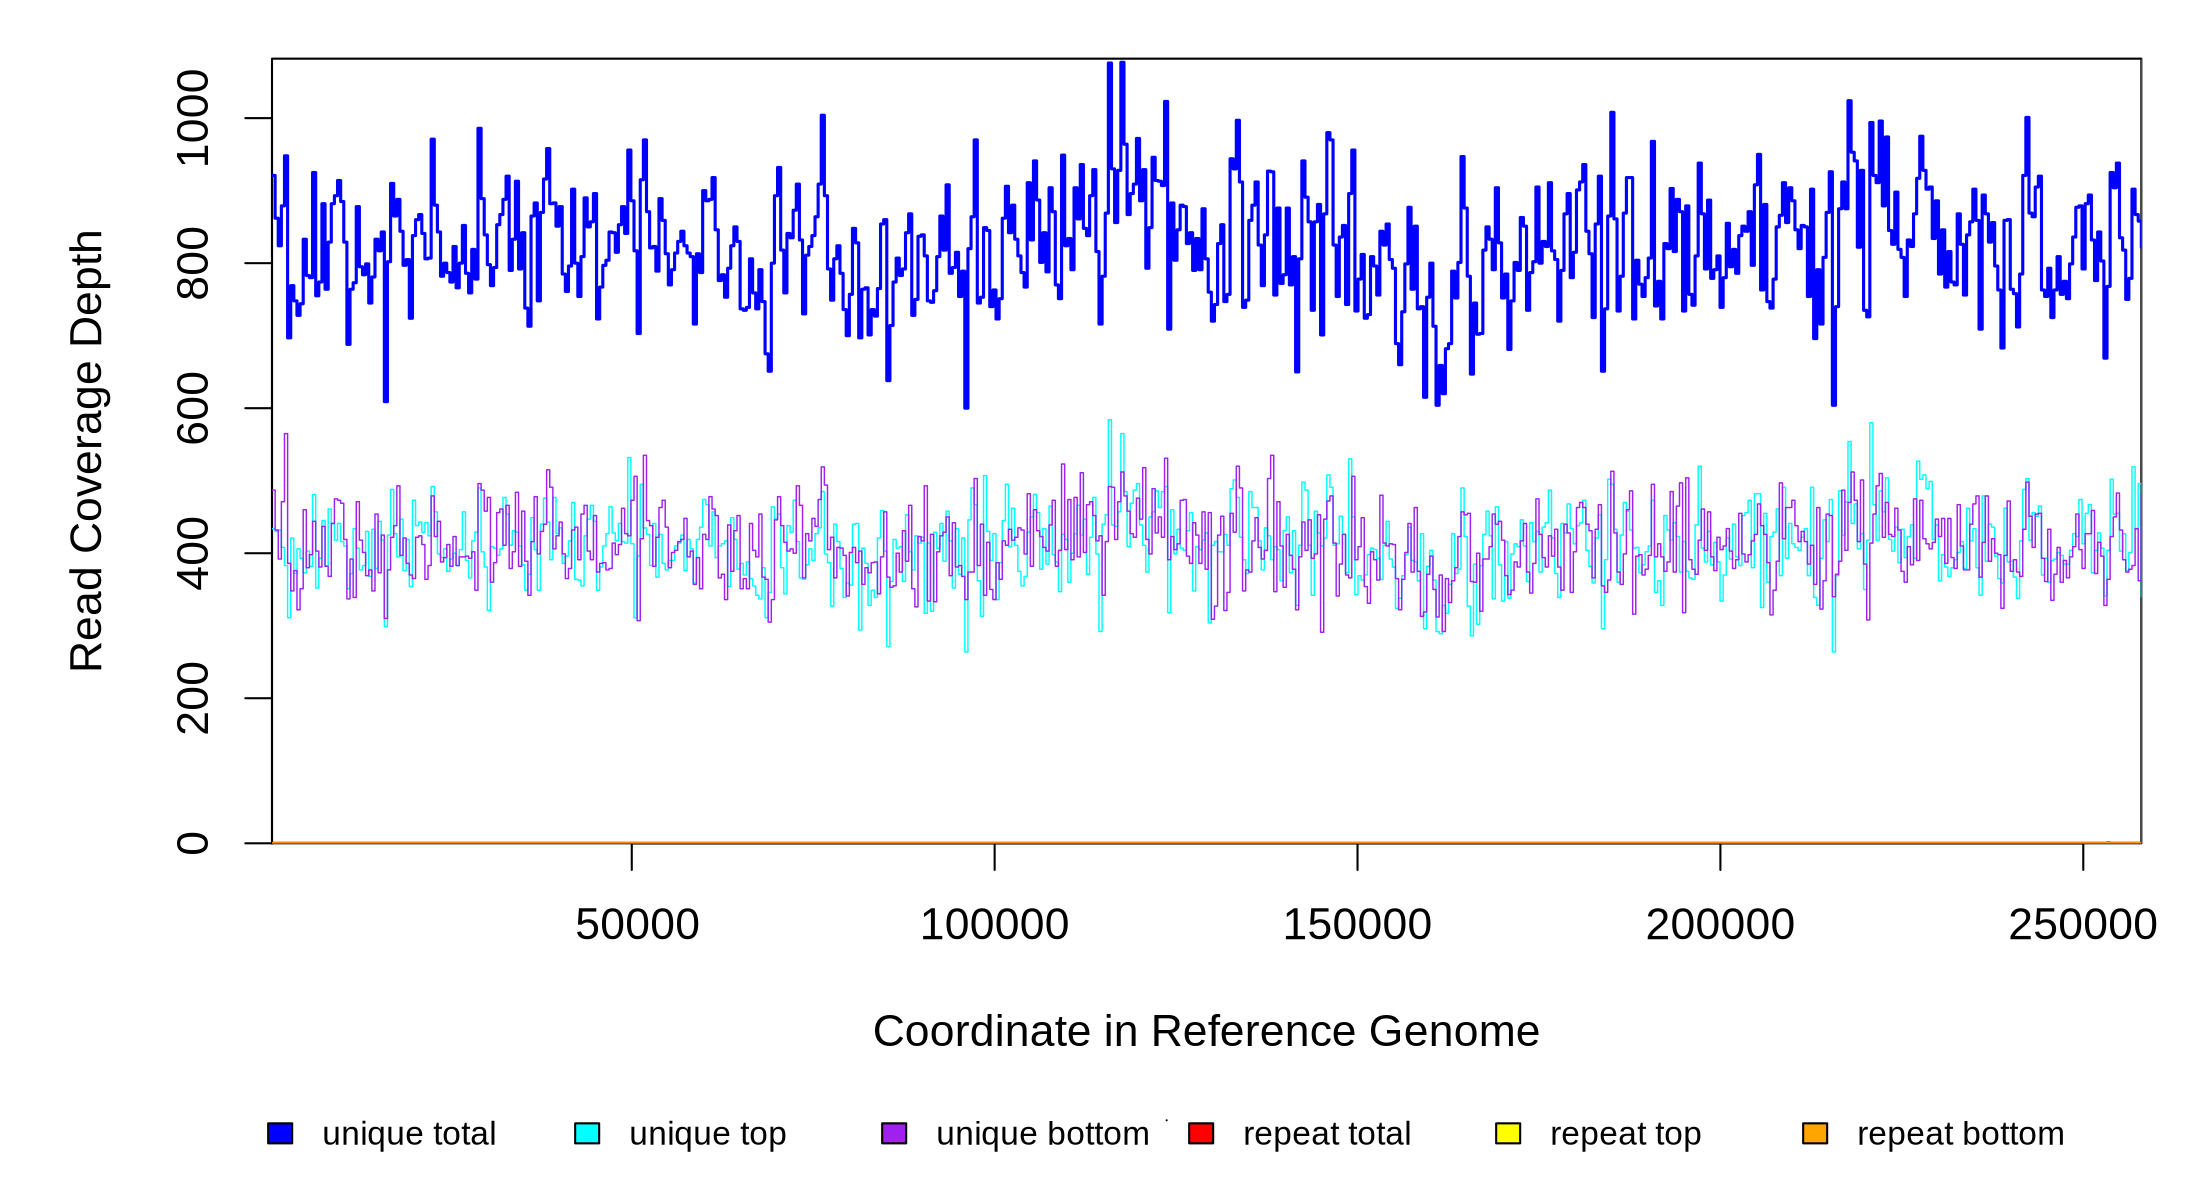 Read Coverage Depth
1000
800
600
400
200
0
50000 100000 150000 200000 250000
Coordinate in Reference Genome
unique total unique top unique bottom repeat total repeat top repeat bottom